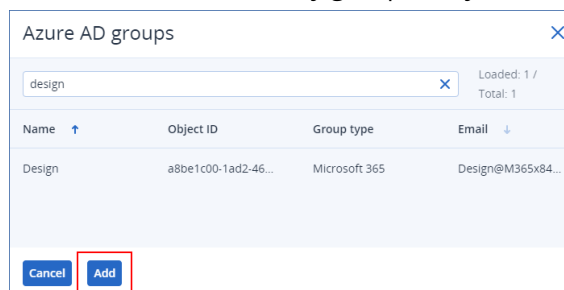 Azure AD groups
design
Loaded: 1 /
Total: 1
Name Object ID Group type Email
Design a8be1c00-1ad2-46... Microsoft 365 Design@M365x84...
Cancel Add